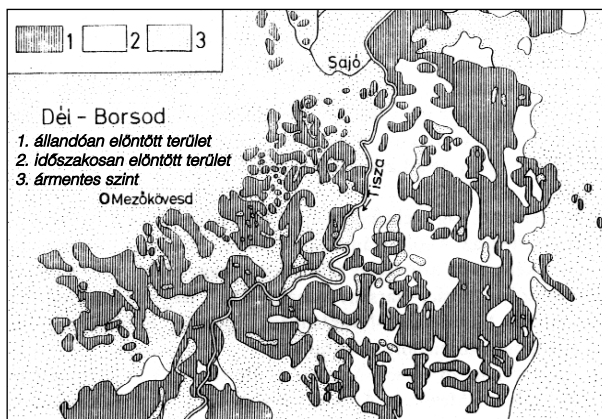 1 2 3
Sajó
Déi - Borsod
1. állandóan elöntött terület
2. időszakosan elöntött terület
3. ármentes szint
Mezőkövesd
Tisza